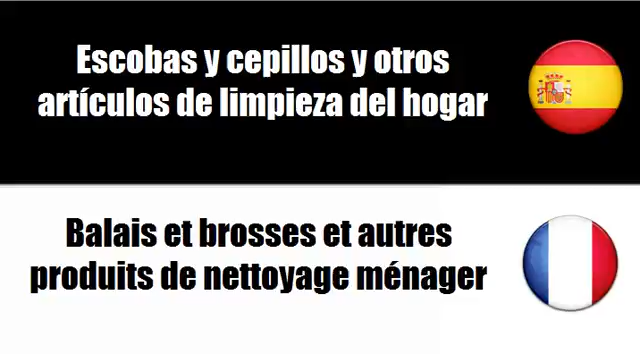 Escobas y cepillos y otros
artículos de limpieza del hogar
Balais et brosses et autres
produits de nettoyage ménager